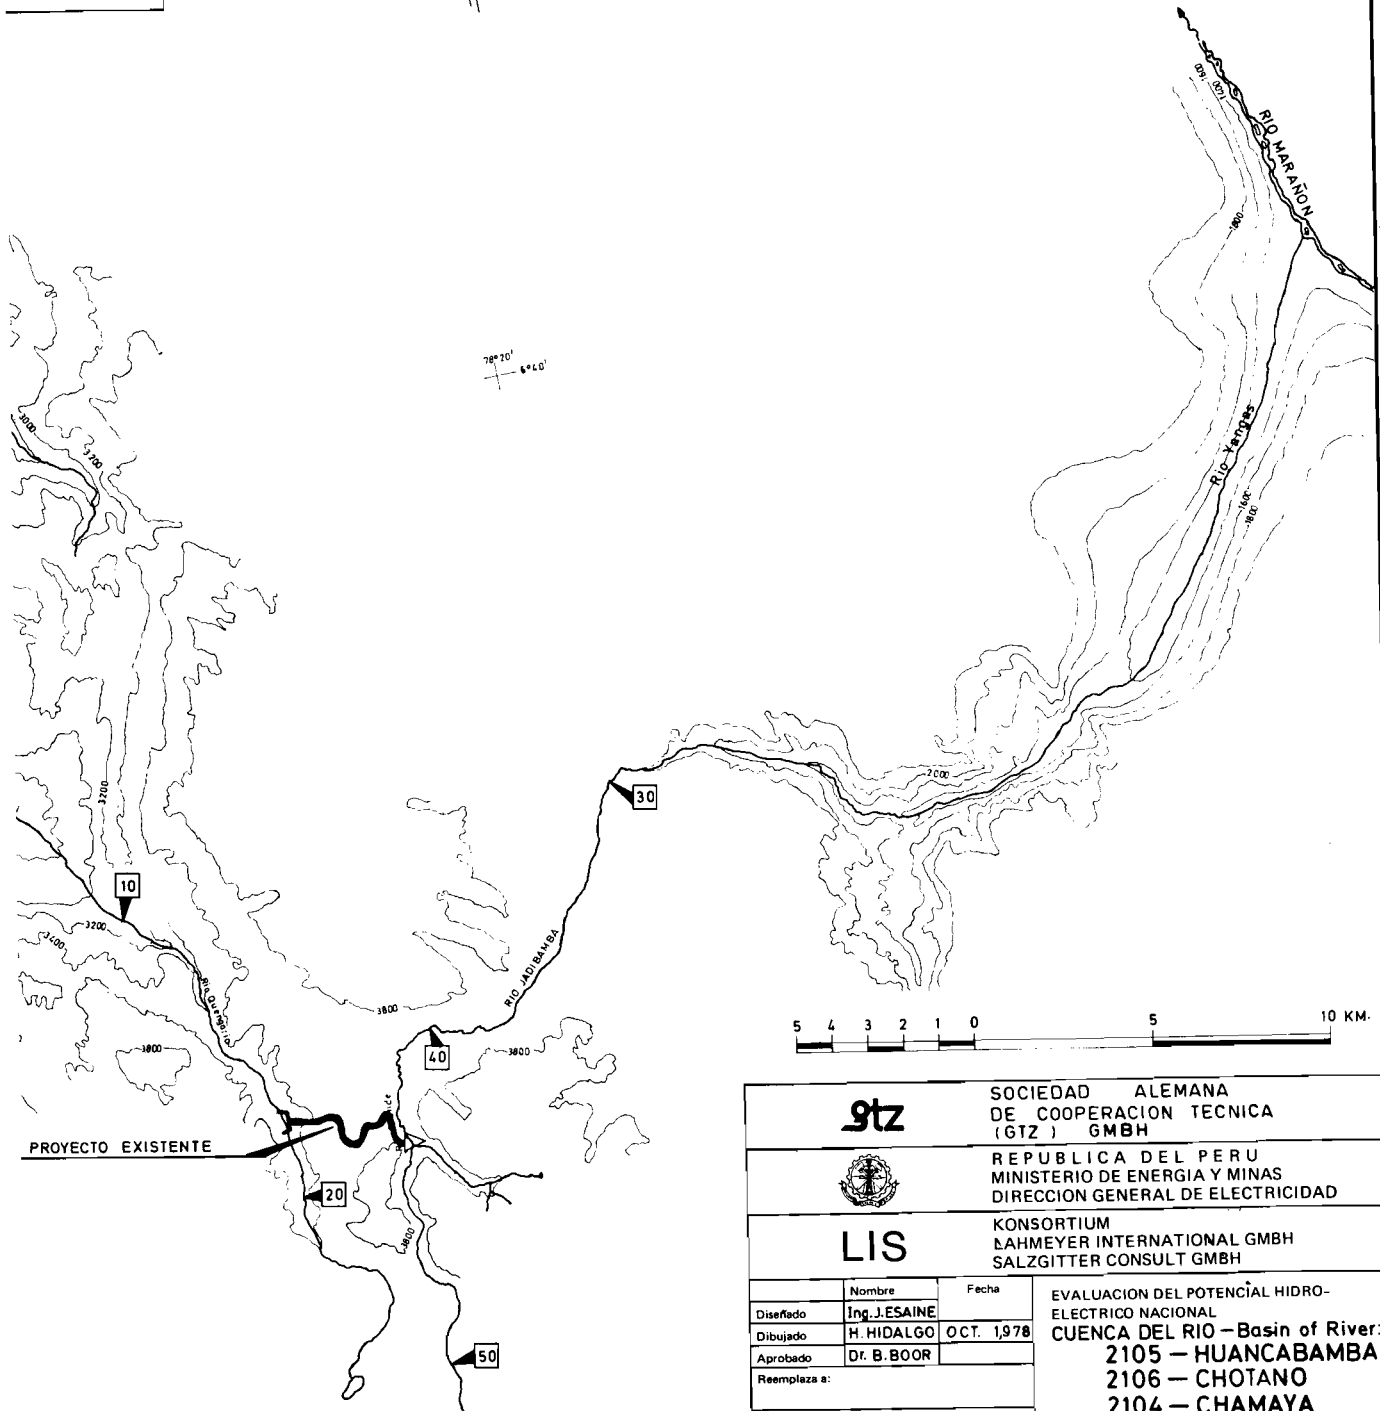 1600
1400
RIO MARAÑON
1800
78°20'
6°40'
3000
3200
Rio Yangas
1600
1800
3200
2000
30
10
3200
3400
Rio Quengorio
RIO JADIBAMBA
3800
3800
40
3800
5 4 3 2 1 0 5 10 KM.
PROYECTO EXISTENTE
20
3800
50
gtz
SOCIEDAD ALEMANA
DE COOPERACION TECNICA
(GTZ) GMBH
REPUBLICA DEL PERU
MINISTERIO DE ENERGIA Y MINAS
DIRECCION GENERAL DE ELECTRICIDAD
LIS
KONSORTIUM
LAHMEYER INTERNATIONAL GMBH
SALZGITTER CONSULT GMBH
Nombre Fecha
Diseñado Ing.J.ESAINE
Dibujado H.HIDALGO OCT. 1,978
Aprobado Dr. B.BOOR
Reemplaza a:
EVALUACION DEL POTENCIAL HIDRO-
ELECTRICO NACIONAL
CUENCA DEL RIO – Basin of River:
2105 – HUANCABAMBA
2106 – CHOTANO
2104 – CHAMAYA